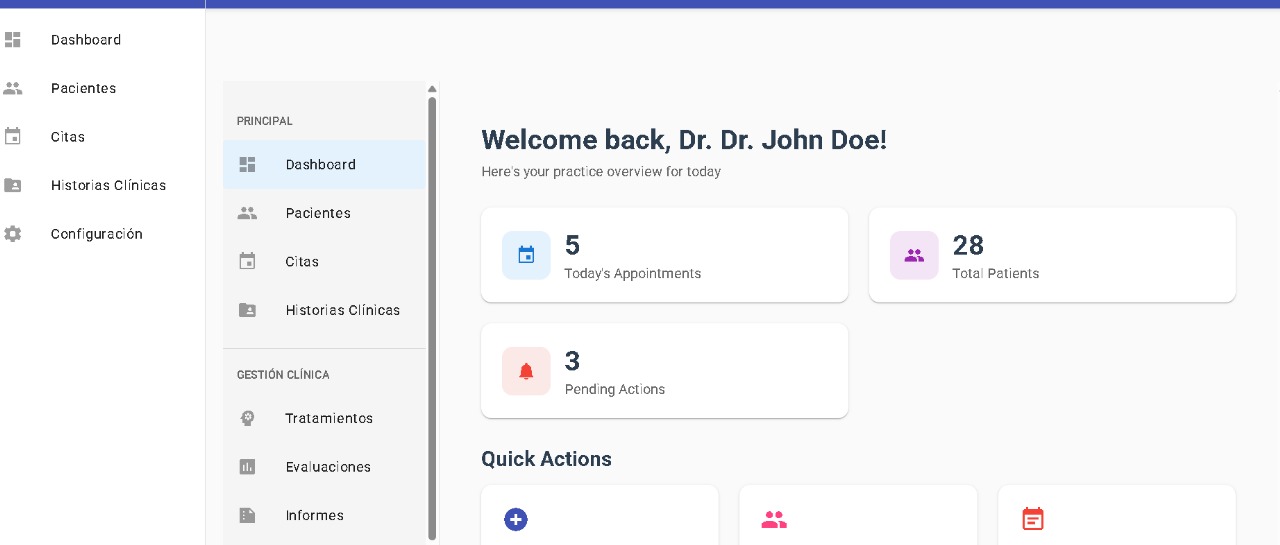 Dashboard
Pacientes
Citas
Historias Clínicas
Configuración
PRINCIPAL
Dashboard
Pacientes
Citas
Historias Clínicas
GESTIÓN CLÍNICA
Tratamientos
Evaluaciones
Informes
Welcome back, Dr. Dr. John Doe!
Here's your practice overview for today
5
Today's Appointments
28
Total Patients
3
Pending Actions
Quick Actions